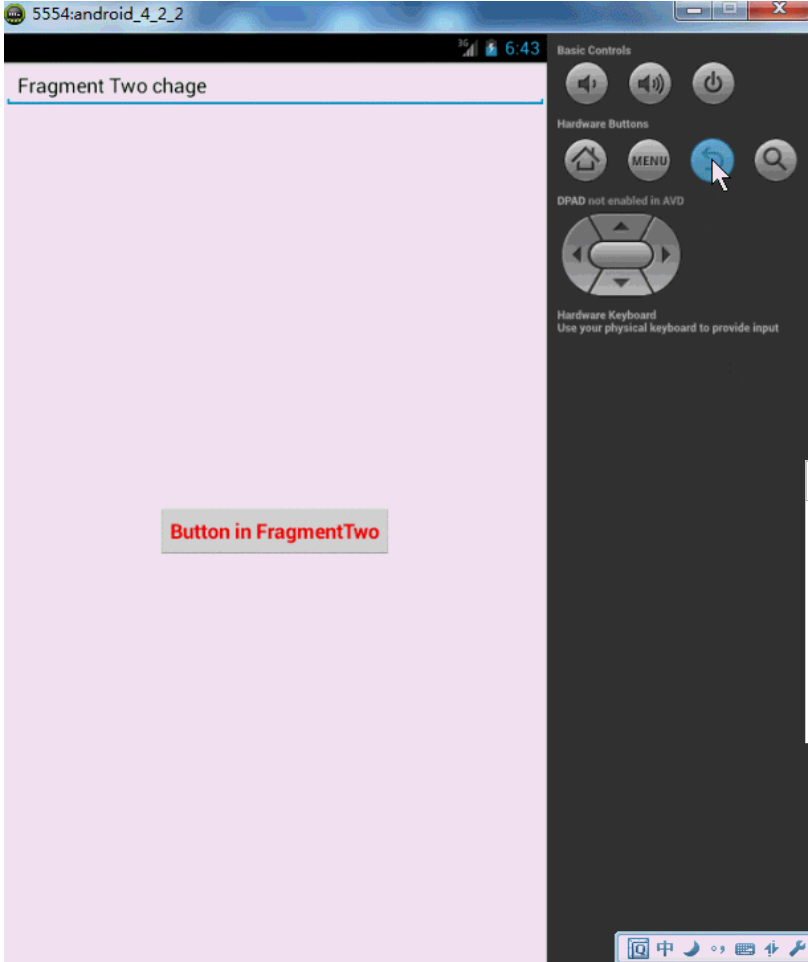 5554:android_4_2_2
3G 6:43
Fragment Two chage
Button in FragmentTwo
Basic Controls
Hardware Buttons
MENU
DPAD not enabled in AVD
Hardware Keyboard
Use your physical keyboard to provide input
中